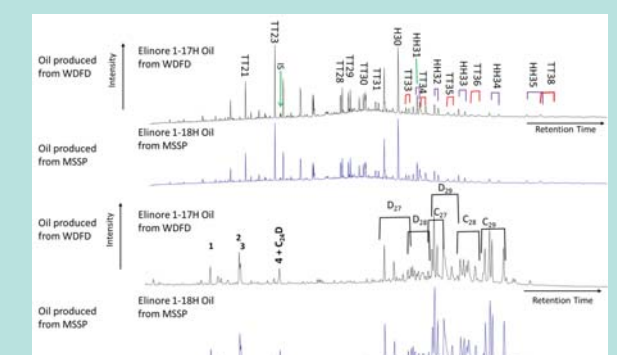 TT23
H30
HH31
TT21
IS
TT28
TT29
TT30
TT31
TT33
TT34
HH32
TT35
HH33
TT36
HH34
HH35
TT38
Oil produced
from WDFD
Intensity
Elinore 1-17H Oil
from WDFD
Retention Time
Oil produced
from MSSP
Elinore 1-18H Oil
from MSSP
Oil produced
from WDFD
Intensity
Elinore 1-17H Oil
from WDFD
1
2
3
4 + C24D
D27
D28
D29
C27
C28
C29
Retention Time
Oil produced
from MSSP
Elinore 1-18H Oil
from MSSP